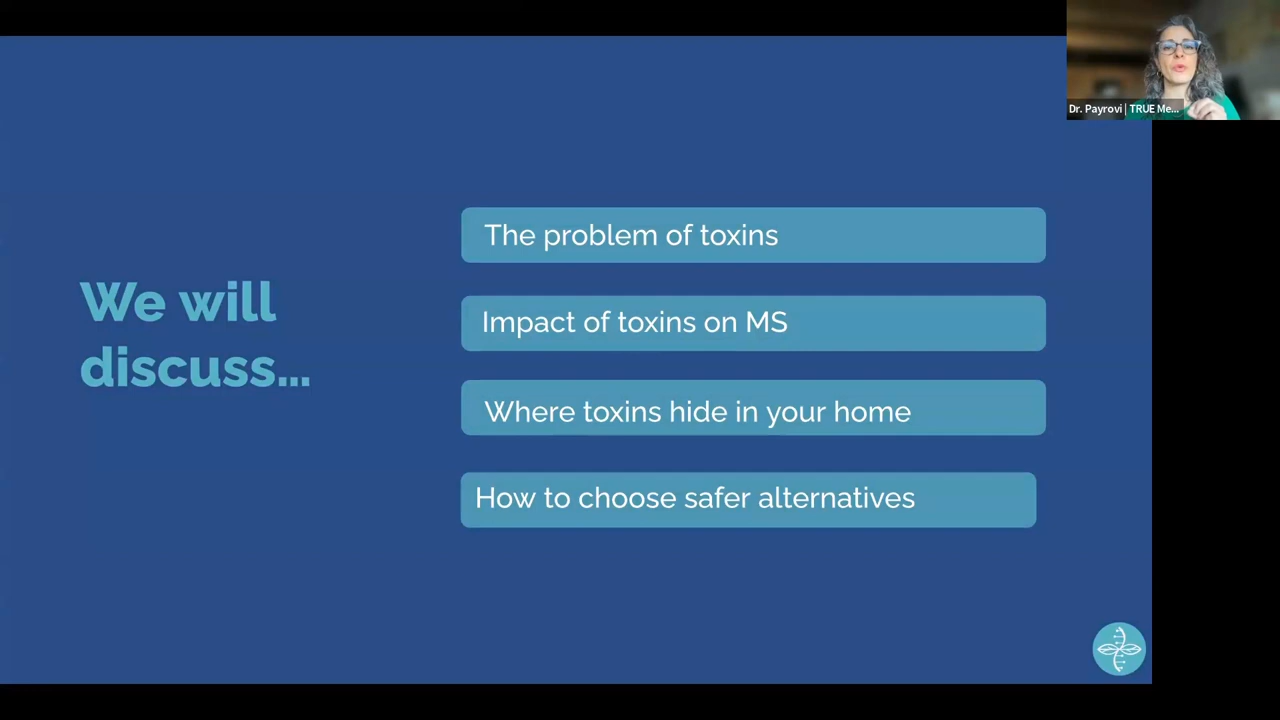 Dr. Payrovi | TRUE Me...
The problem of toxins
We will
discuss...
Impact of toxins on MS
Where toxins hide in your home
How to choose safer alternatives